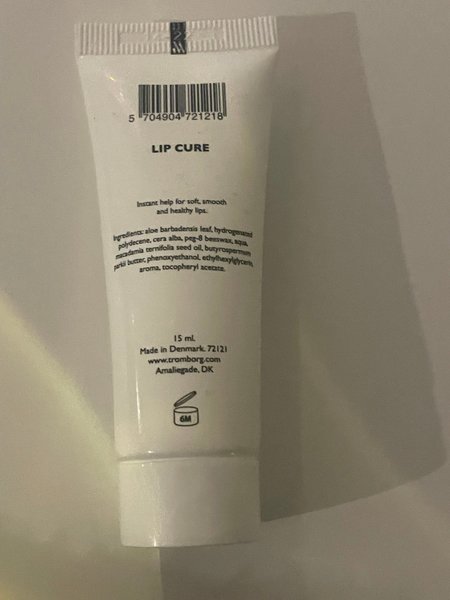 5 704904 721218
LIP CURE
Instant help for soft, smooth
and healthy lips.
Ingredients: aloe barbadensis leaf, hydrogenated
polydecene, cera alba, peg-8 beeswax, aqua,
macadamia ternifolia seed oil, butyrospermum
parkii butter, phenoxyethanol, ethylhexylglycerin,
aroma, tocopheryl acetate.
15 ml.
Made in Denmark. 72121
www.tromborg.com
Amaliegade, DK
6M